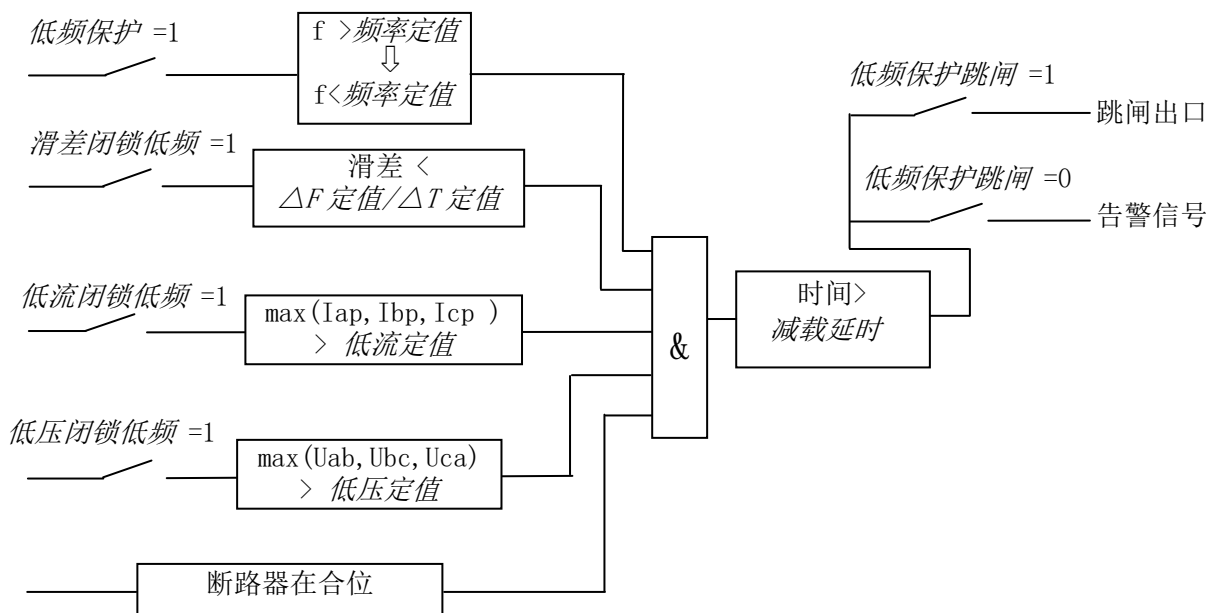 低频保护 =1
f >频率定值
f<频率定值
滑差闭锁低频 =1
滑差 <
△F 定值/△T 定值
低流闭锁低频 =1
max(Iap,Ibp,Icp )
> 低流定值
低压闭锁低频 =1
max(Uab,Ubc,Uca)
> 低压定值
断路器在合位
&
时间>
减载延时
低频保护跳闸 =1
跳闸出口
低频保护跳闸 =0
告警信号